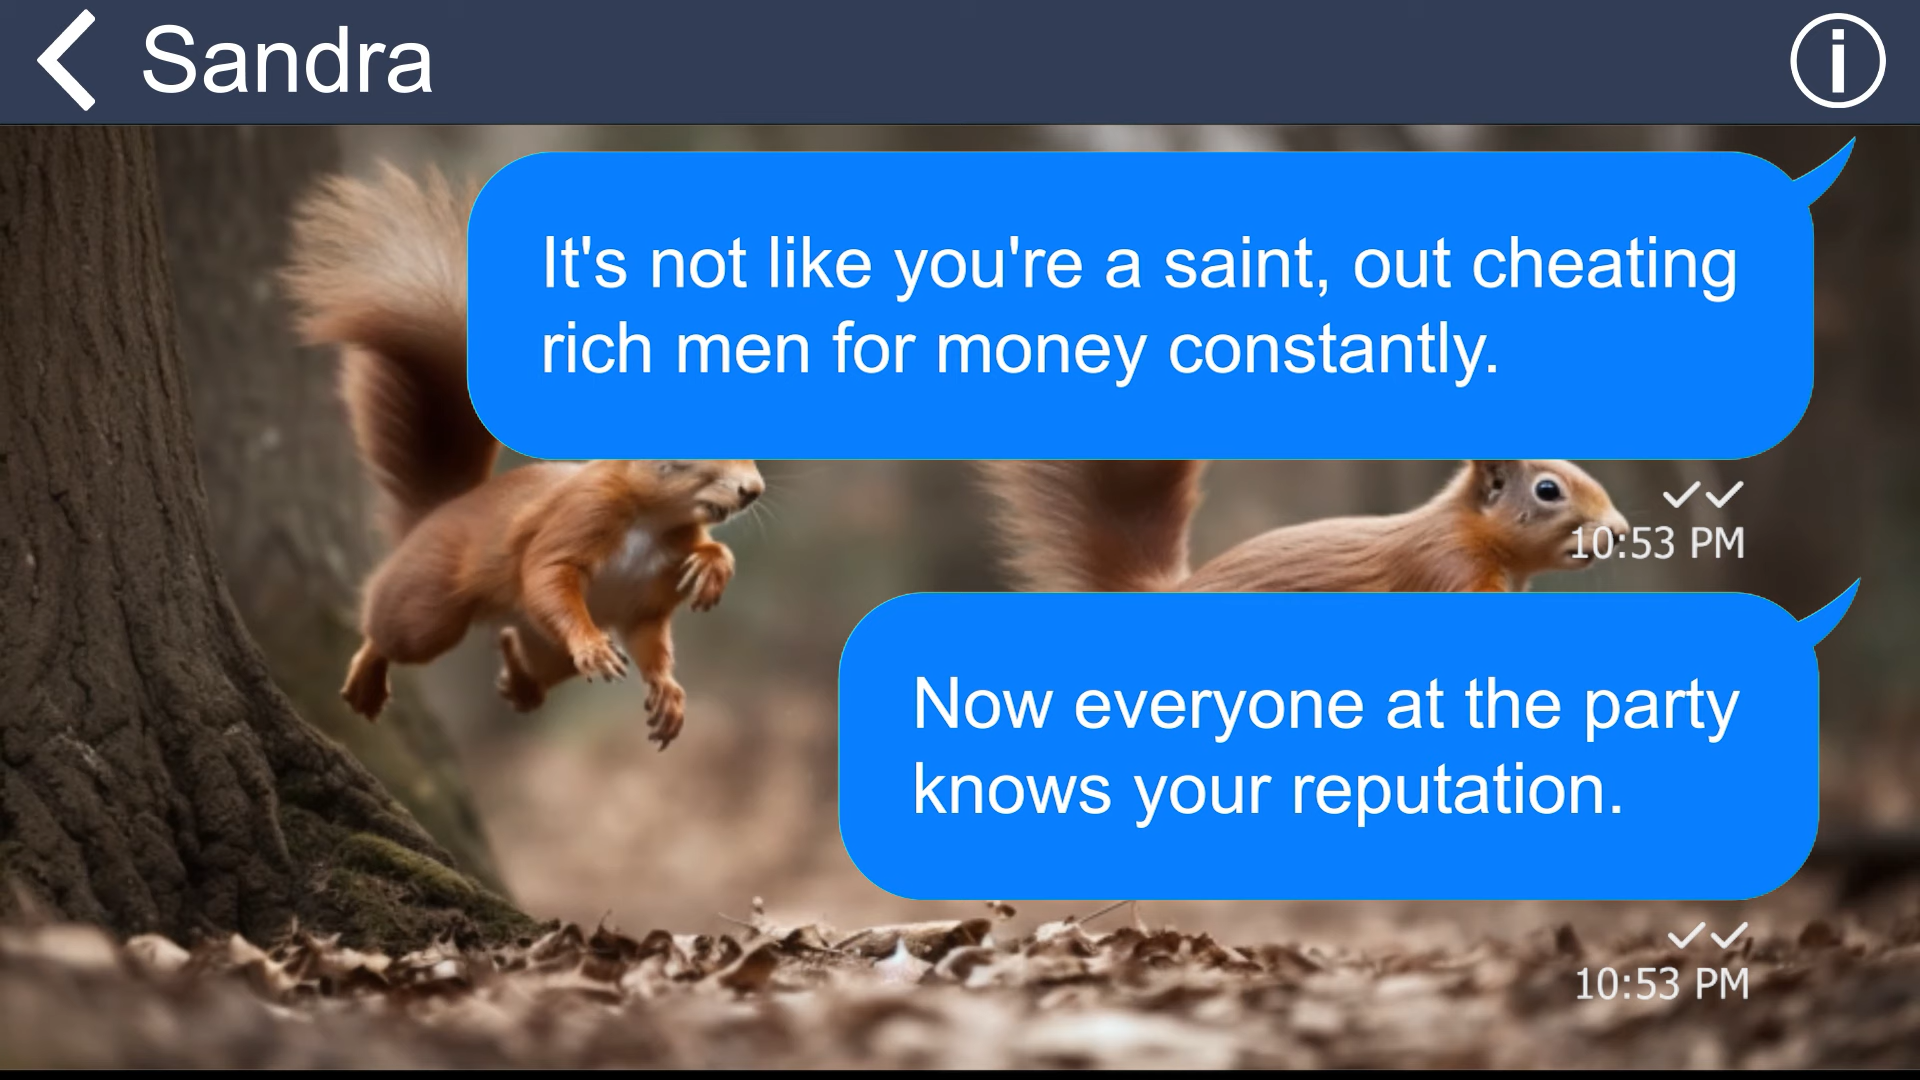 Sandra
It's not like you're a saint, out cheating
rich men for money constantly.
10:53 PM
Now everyone at the party
knows your reputation.
10:53 PM